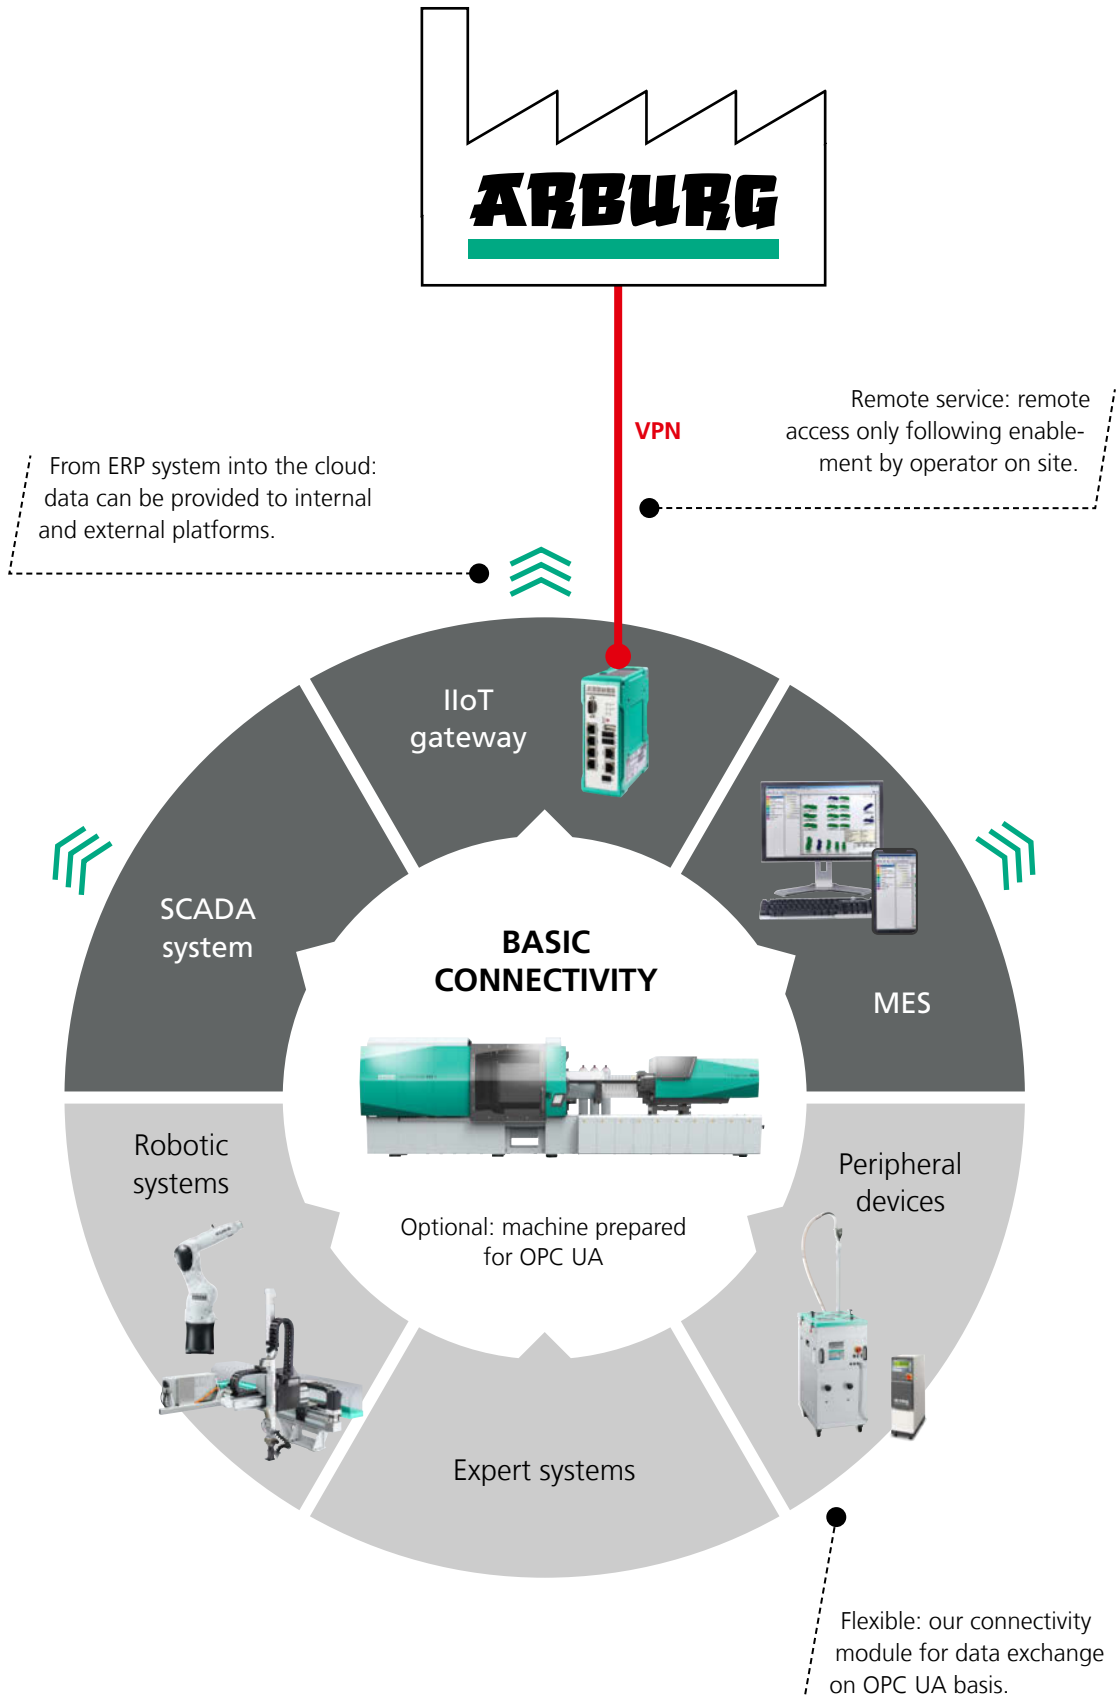 ARBURG
VPN
Remote service: remote
access only following enable-
ment by operator on site.
From ERP system into the cloud:
data can be provided to internal
and external platforms.
IIoT
gateway
SCADA
system
MES
BASIC
CONNECTIVITY
Optional: machine prepared
for OPC UA
Robotic
systems
Peripheral
devices
Expert systems
Flexible: our connectivity
module for data exchange
on OPC UA basis.